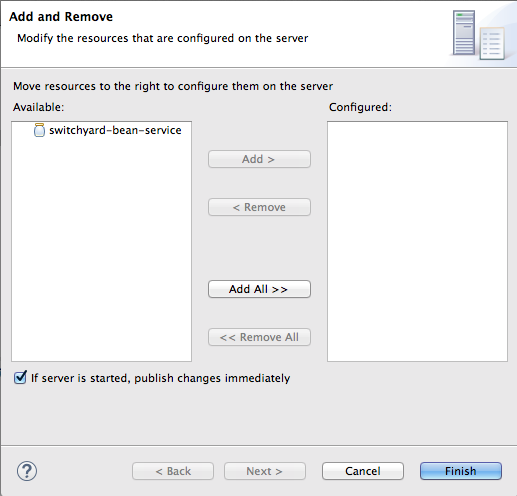 Add and Remove
Modify the resources that are configured on the server
Move resources to the right to configure them on the server
Available:
Configured:
switchyard-bean-service
Add >
< Remove
Add All >>
<< Remove All
If server is started, publish changes immediately
?
< Back
Next >
Cancel
Finish